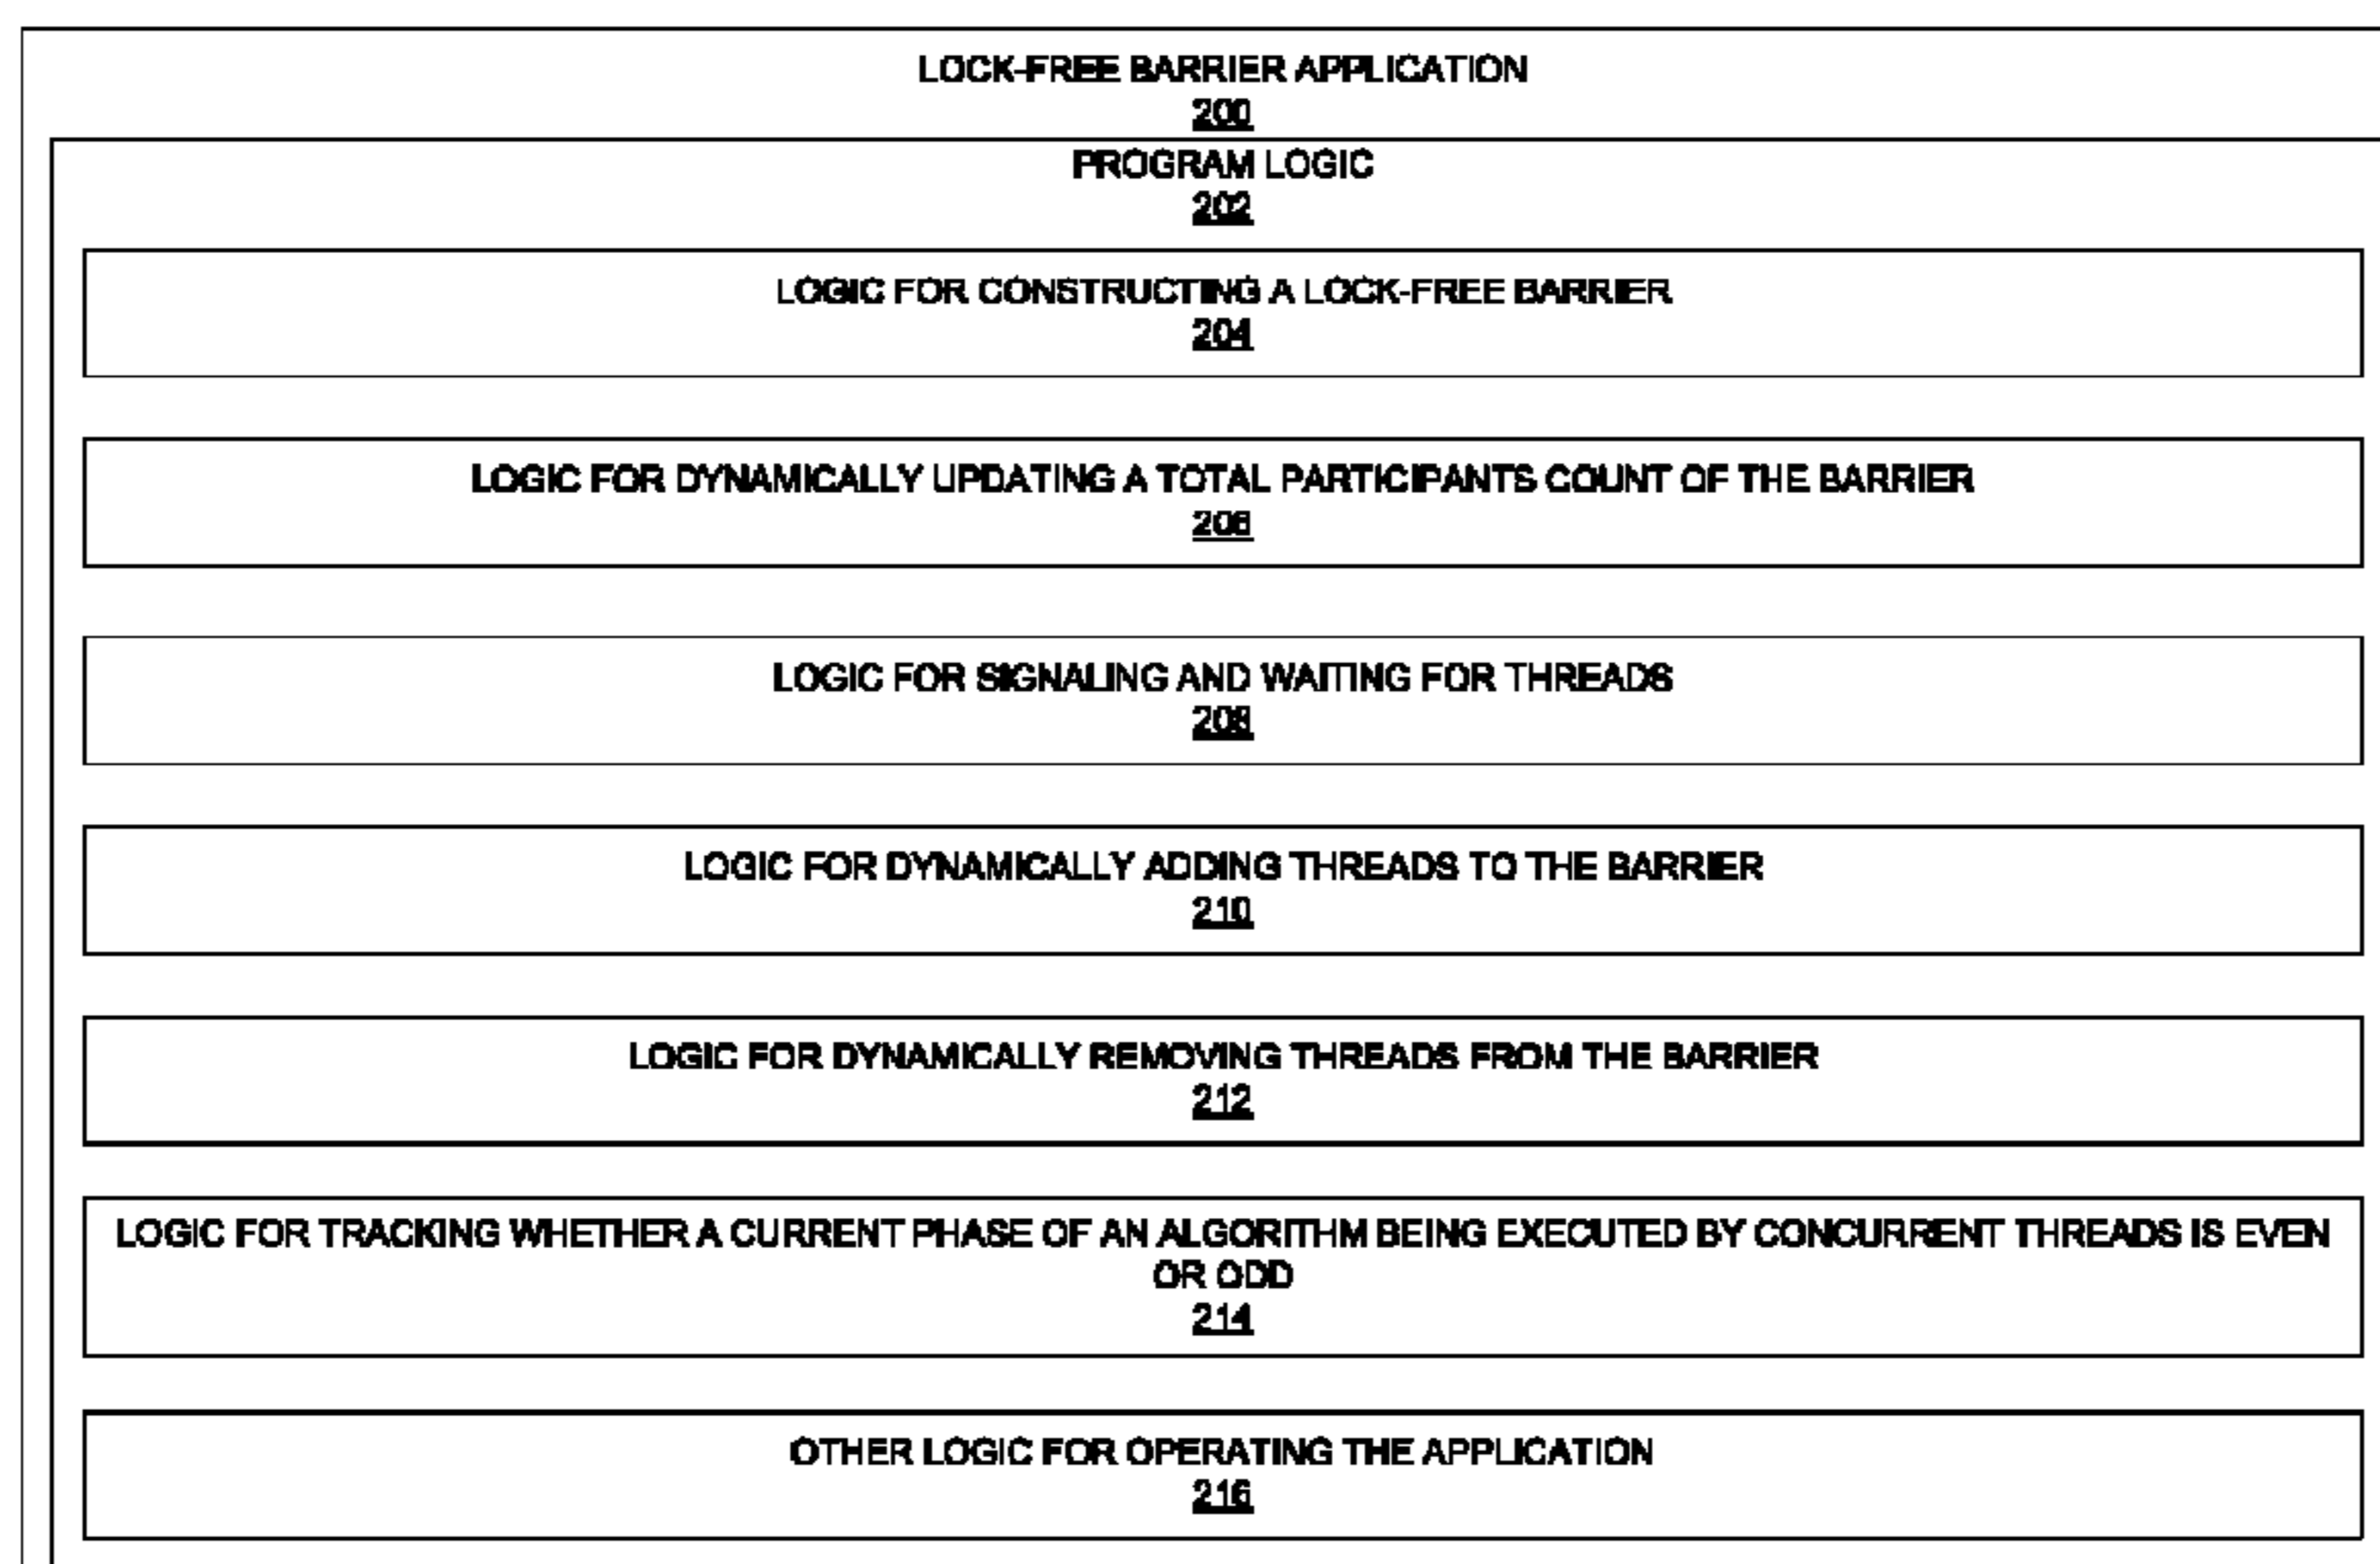 LOCK-FREE BARRIER APPLICATION
200
PROGRAM LOGIC
202
LOGIC FOR CONSTRUCTING A LOCK-FREE BARRIER
204
LOGIC FOR DYNAMICALLY UPDATING A TOTAL PARTICIPANTS COUNT OF THE BARRIER
206
LOGIC FOR SIGNALING AND WAITING FOR THREADS
208
LOGIC FOR DYNAMICALLY ADDING THREADS TO THE BARRIER
210
LOGIC FOR DYNAMICALLY REMOVING THREADS FROM THE BARRIER
212
LOGIC FOR TRACKING WHETHER A CURRENT PHASE OF AN ALGORITHM BEING EXECUTED BY CONCURRENT THREADS IS EVEN
OR ODD
214
OTHER LOGIC FOR OPERATING THE APPLICATION
216